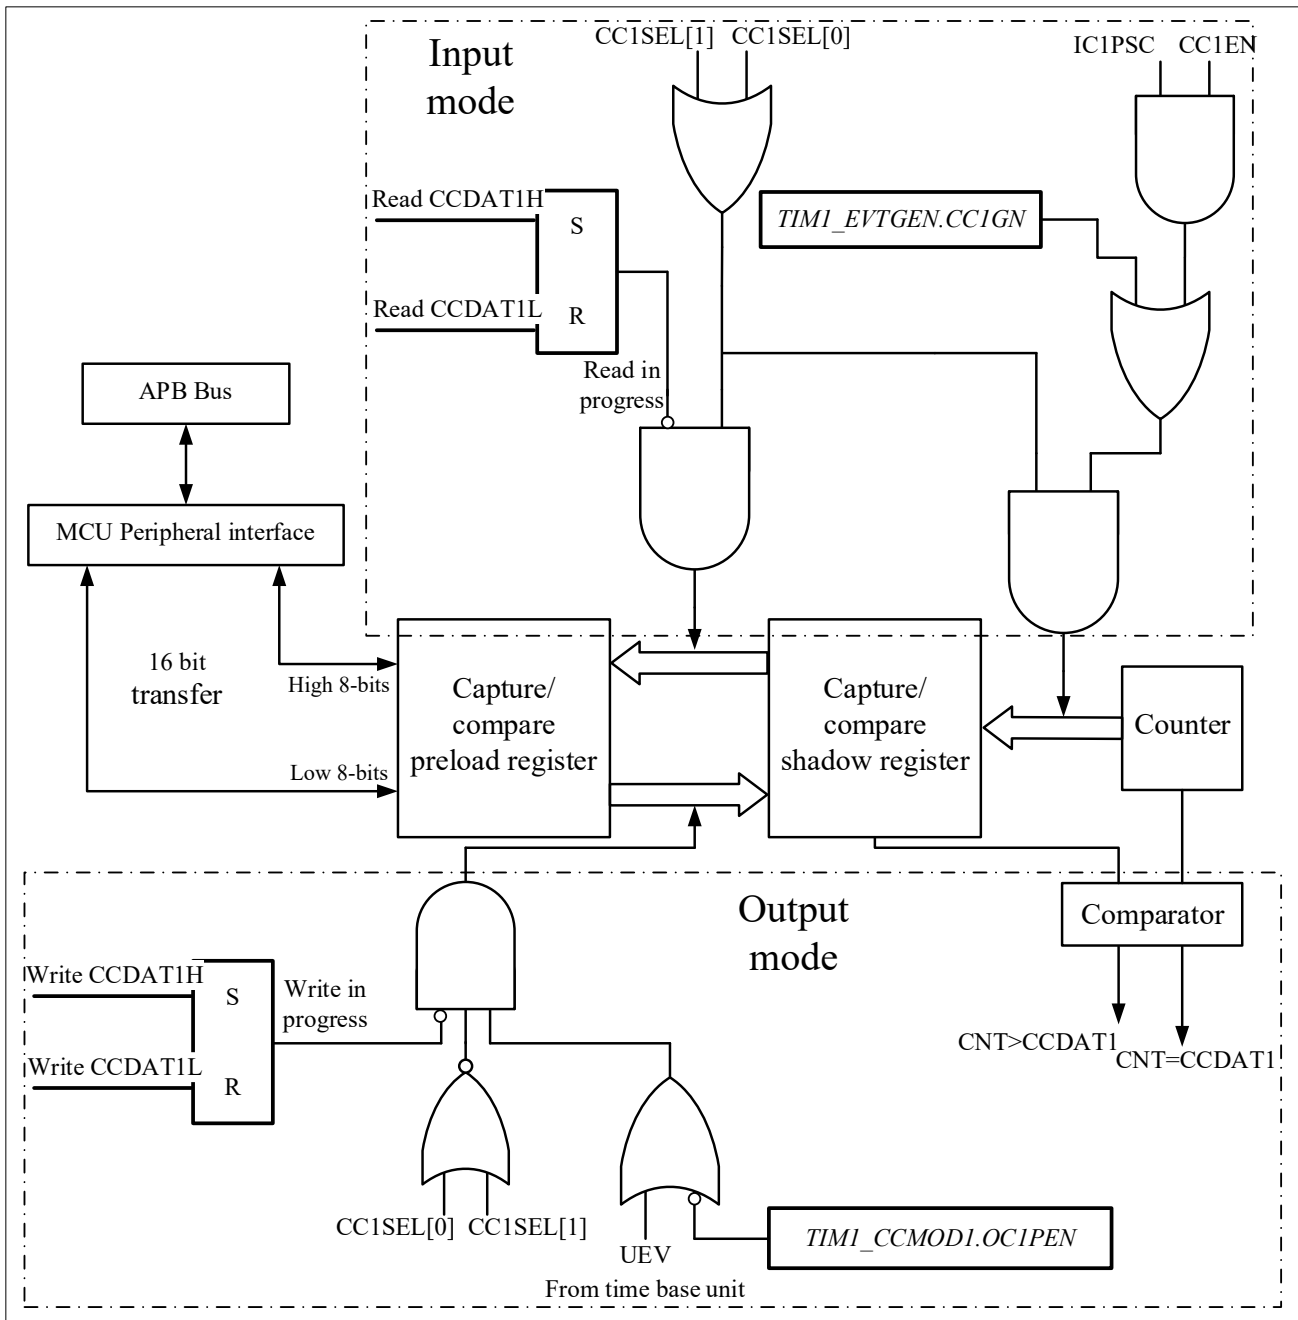 Input
mode
CC1SEL[1]
CC1SEL[0]
IC1PSC
CC1EN
Read CCDAT1H
S
TIM1_EVTGEN.CC1GN
Read CCDAT1L
R
Read in
progress
APB Bus
MCU Peripheral interface
16 bit
transfer
High 8-bits
Low 8-bits
Capture/
compare
preload register
Capture/
compare
shadow register
Counter
Output
mode
Comparator
Write CCDAT1H
S
Write in
progress
Write CCDAT1L
R
CNT>CCDAT1
CNT=CCDAT1
CC1SEL[0]
CC1SEL[1]
UEV
TIM1_CCMOD1.OC1PEN
From time base unit